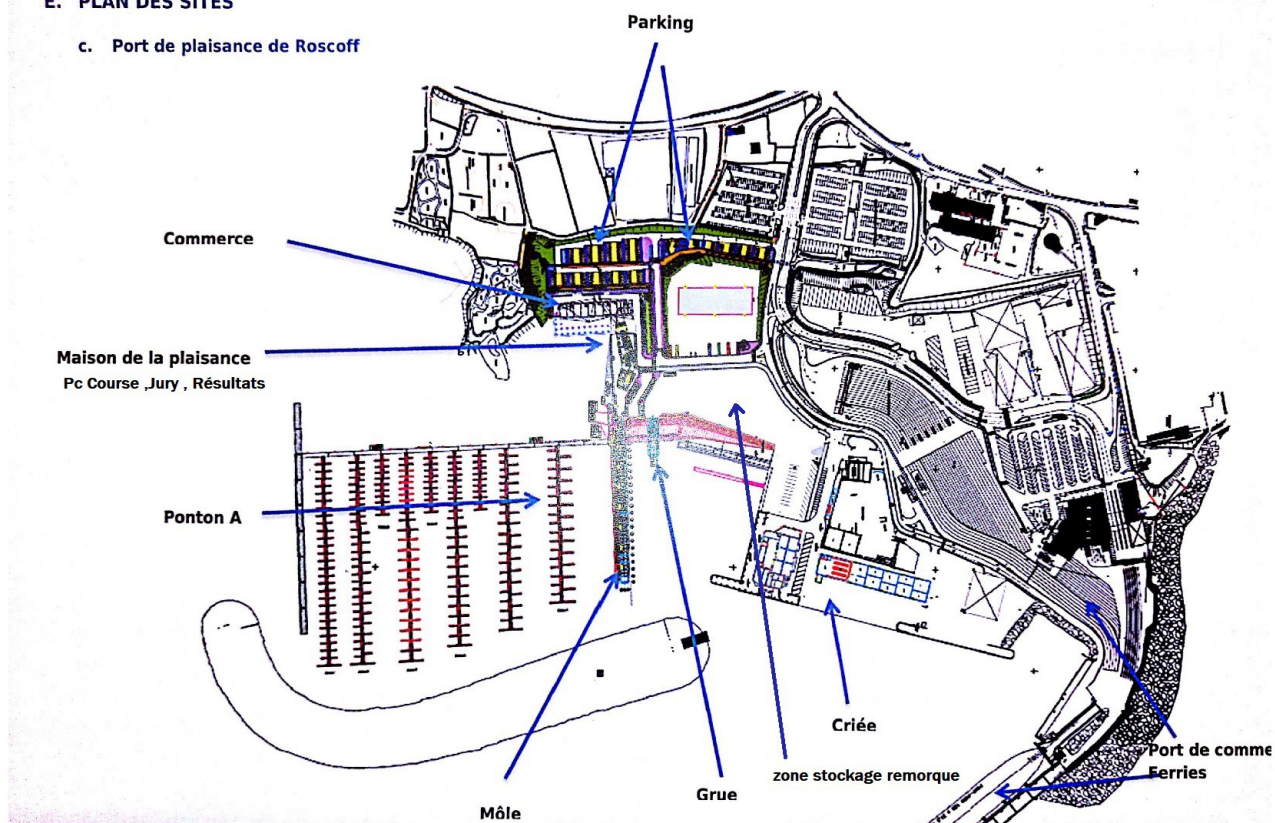 E. PLAN DES SITES
c. Port de plaisance de Roscoff
Parking
Commerce
Maison de la plaisance
Pc Course ,Jury , Résultats
Ponton A
Criée
Port de comme
Ferries
zone stockage remorque
Grue
Môle